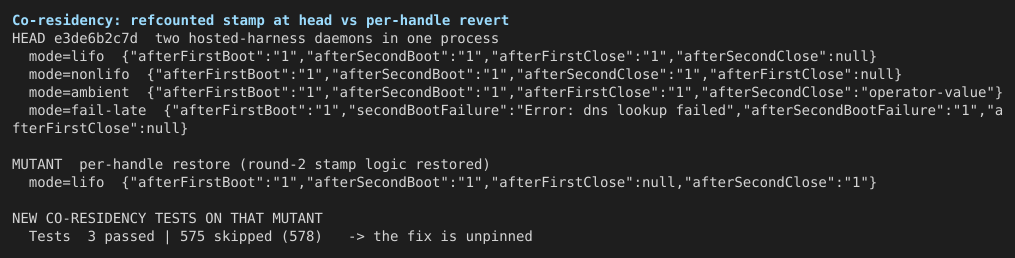 Co-residency: refcounted stamp at head vs per-handle revert
HEAD e3de6b2c7d  two hosted-harness daemons in one process
  mode=lifo  {"afterFirstBoot":"1","afterSecondBoot":"1","afterFirstClose":"1","afterSecondClose":null}
  mode=nonlifo  {"afterFirstBoot":"1","afterSecondBoot":"1","afterSecondClose":"1","afterFirstClose":null}
  mode=ambient  {"afterFirstBoot":"1","afterSecondBoot":"1","afterFirstClose":"1","afterSecondClose":"operator-value"}
  mode=fail-late  {"afterFirstBoot":"1","secondBootFailure":"Error: dns lookup failed","afterSecondBootFailure":"1","a
fterFirstClose":null}
MUTANT  per-handle restore (round-2 stamp logic restored)
  mode=lifo  {"afterFirstBoot":"1","afterSecondBoot":"1","afterFirstClose":null,"afterSecondClose":"1"}
NEW CO-RESIDENCY TESTS ON THAT MUTANT
  Tests  3 passed | 575 skipped (578)   -> the fix is unpinned